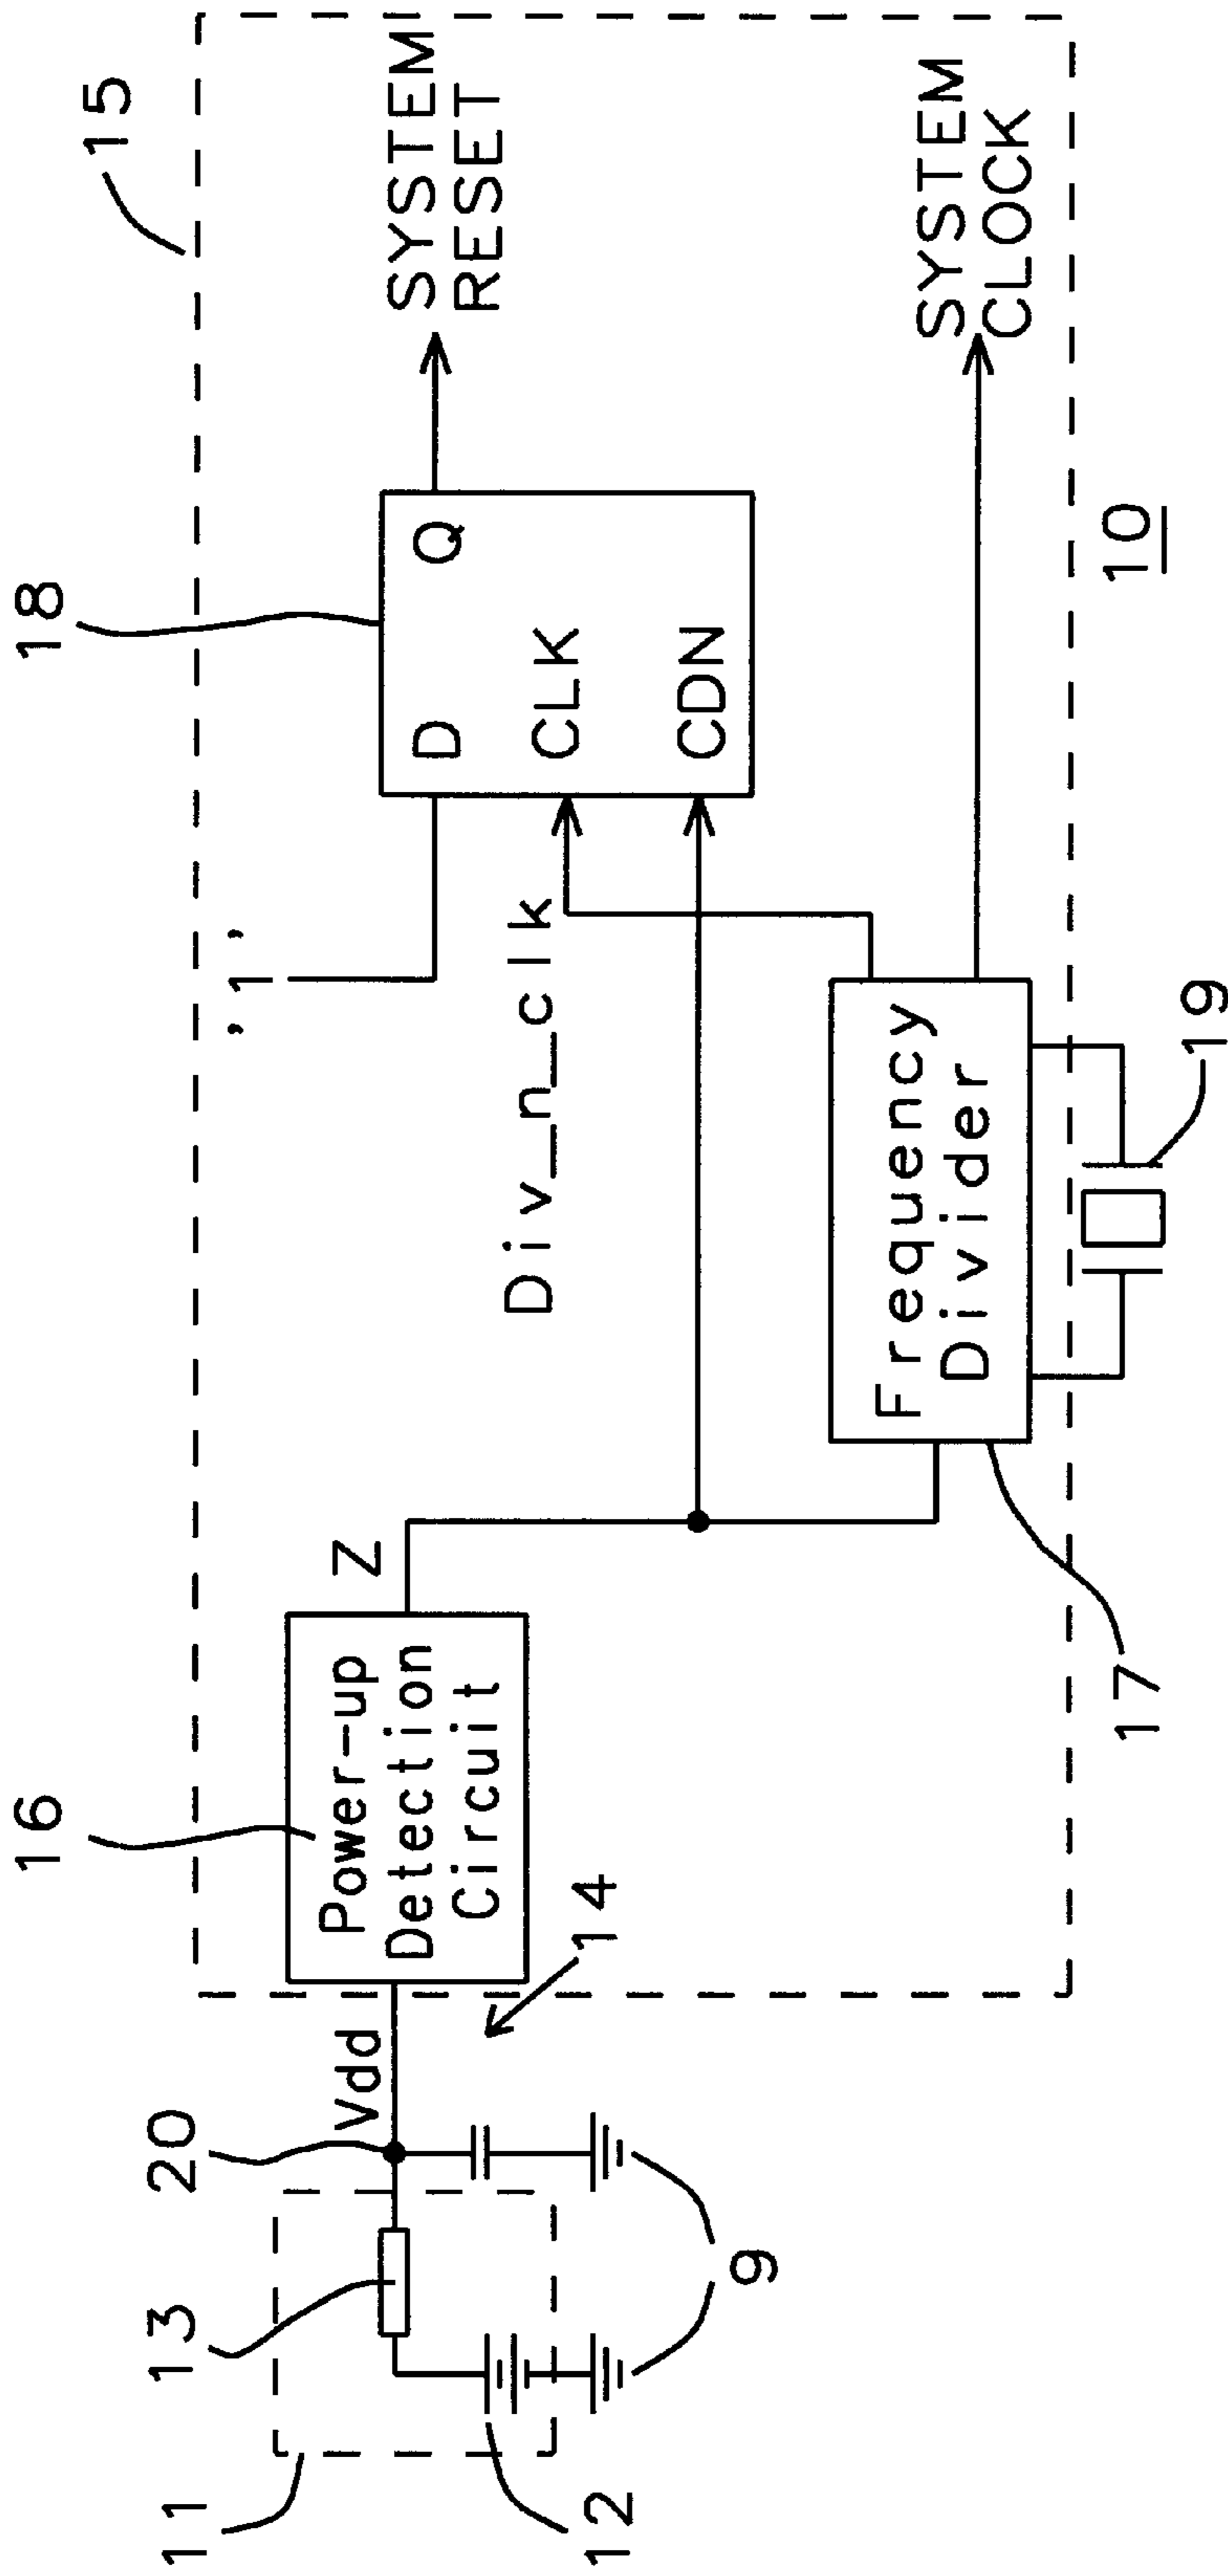 15
18
16
20
13
11
12
14
9
Vdd
Power-up
Detection
Circuit
Z
'1'
D
Q
CLK
CDN
SYSTEM
RESET
Div_n_clk
Frequency
Divider
SYSTEM
CLOCK
17
19
10